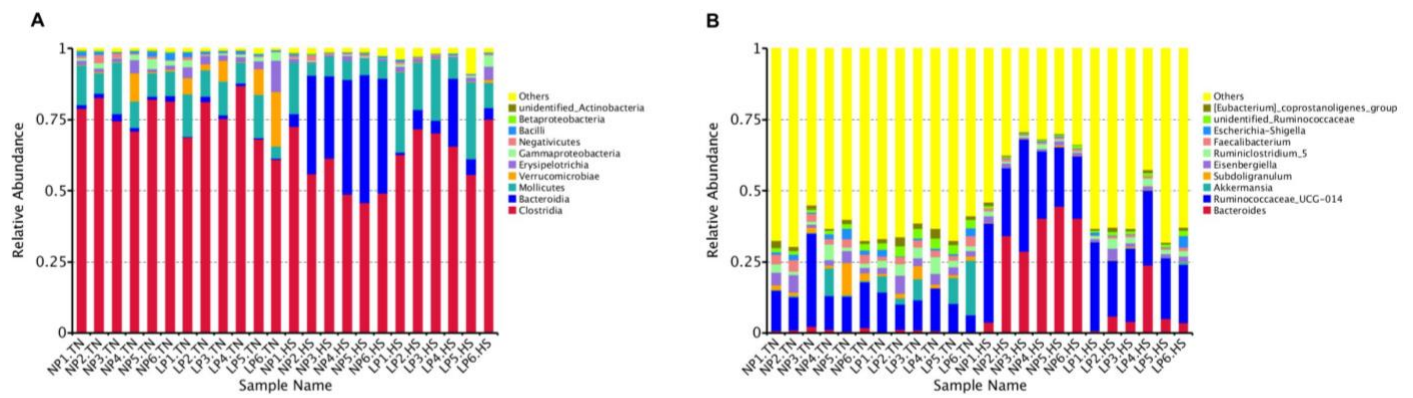 A
Relative Abundance
1
0.75
0.5
0.25
0
NP1.TN
NP2.TN
NP3.TN
NP4.TN
NP5.TN
NP6.TN
LP1.TN
LP2.TN
LP3.TN
LP4.TN
LP5.TN
LP6.TN
NP1.HS
NP2.HS
NP3.HS
NP4.HS
NP5.HS
NP6.HS
LP1.HS
LP2.HS
LP3.HS
LP4.HS
LP5.HS
LP6.HS
Sample Name
Others
unidentified_Actinobacteria
Betaproteobacteria
Bacilli
Negativicutes
Gammaproteobacteria
Erysipelotrichia
Verrucomicrobiae
Mollicutes
Bacteroidia
Clostridia
B
Relative Abundance
1
0.75
0.5
0.25
0
NP1.TN
NP2.TN
NP3.TN
NP4.TN
NP5.TN
NP6.TN
LP1.TN
LP2.TN
LP3.TN
LP4.TN
LP5.TN
LP6.TN
NP1.HS
NP2.HS
NP3.HS
NP4.HS
NP5.HS
NP6.HS
LP1.HS
LP2.HS
LP3.HS
LP4.HS
LP5.HS
LP6.HS
Sample Name
Others
[Eubacterium]_coprostanoligenes_group
unidentified_Ruminococcaceae
Escherichia-Shigella
Faecalibacterium
Ruminiclostridium_5
Eisenbergiella
Subdoligranulum
Akkermansia
Ruminococcaceae_UCG-014
Bacteroides